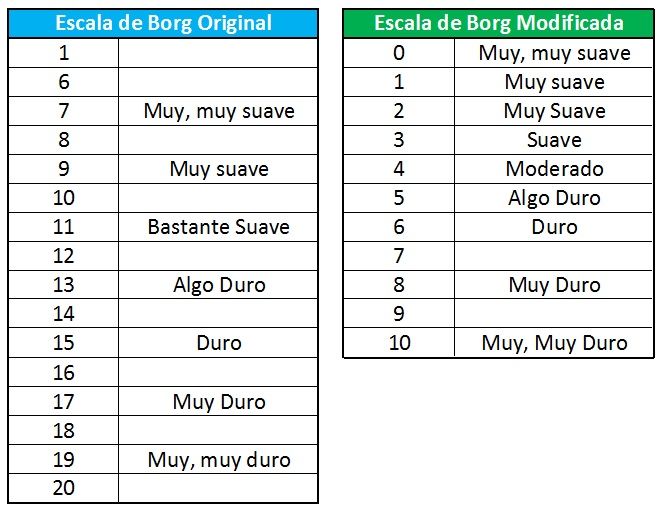 Escala de Borg Original
1
6
7 Muy, muy suave
8
9 Muy suave
10
11 Bastante Suave
12
13 Algo Duro
14
15 Duro
16
17 Muy Duro
18
19 Muy, muy duro
20
Escala de Borg Modificada
0 Muy, muy suave
1 Muy suave
2 Muy Suave
3 Suave
4 Moderado
5 Algo Duro
6 Duro
7
8 Muy Duro
9
10 Muy, Muy Duro